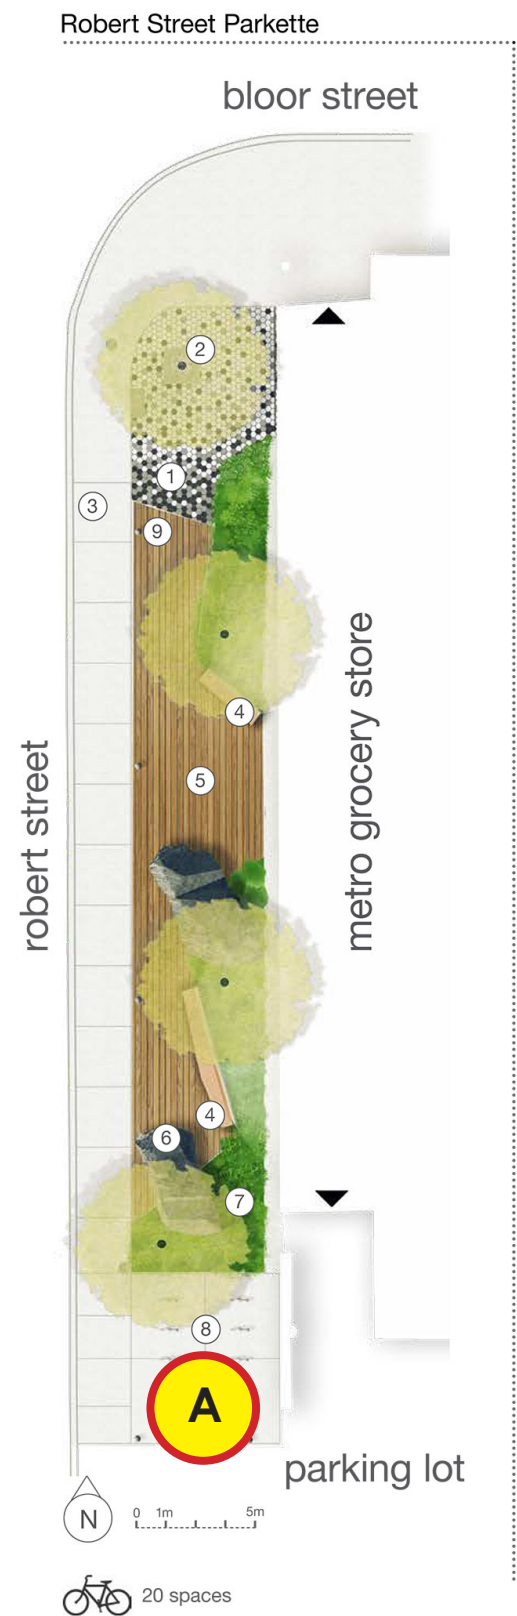 Robert Street Parkette
bloor street
2
1
3
9
4
5
robert street
metro grocery store
4
6
7
8
A
parking lot
N
0 1m 5m
20 spaces